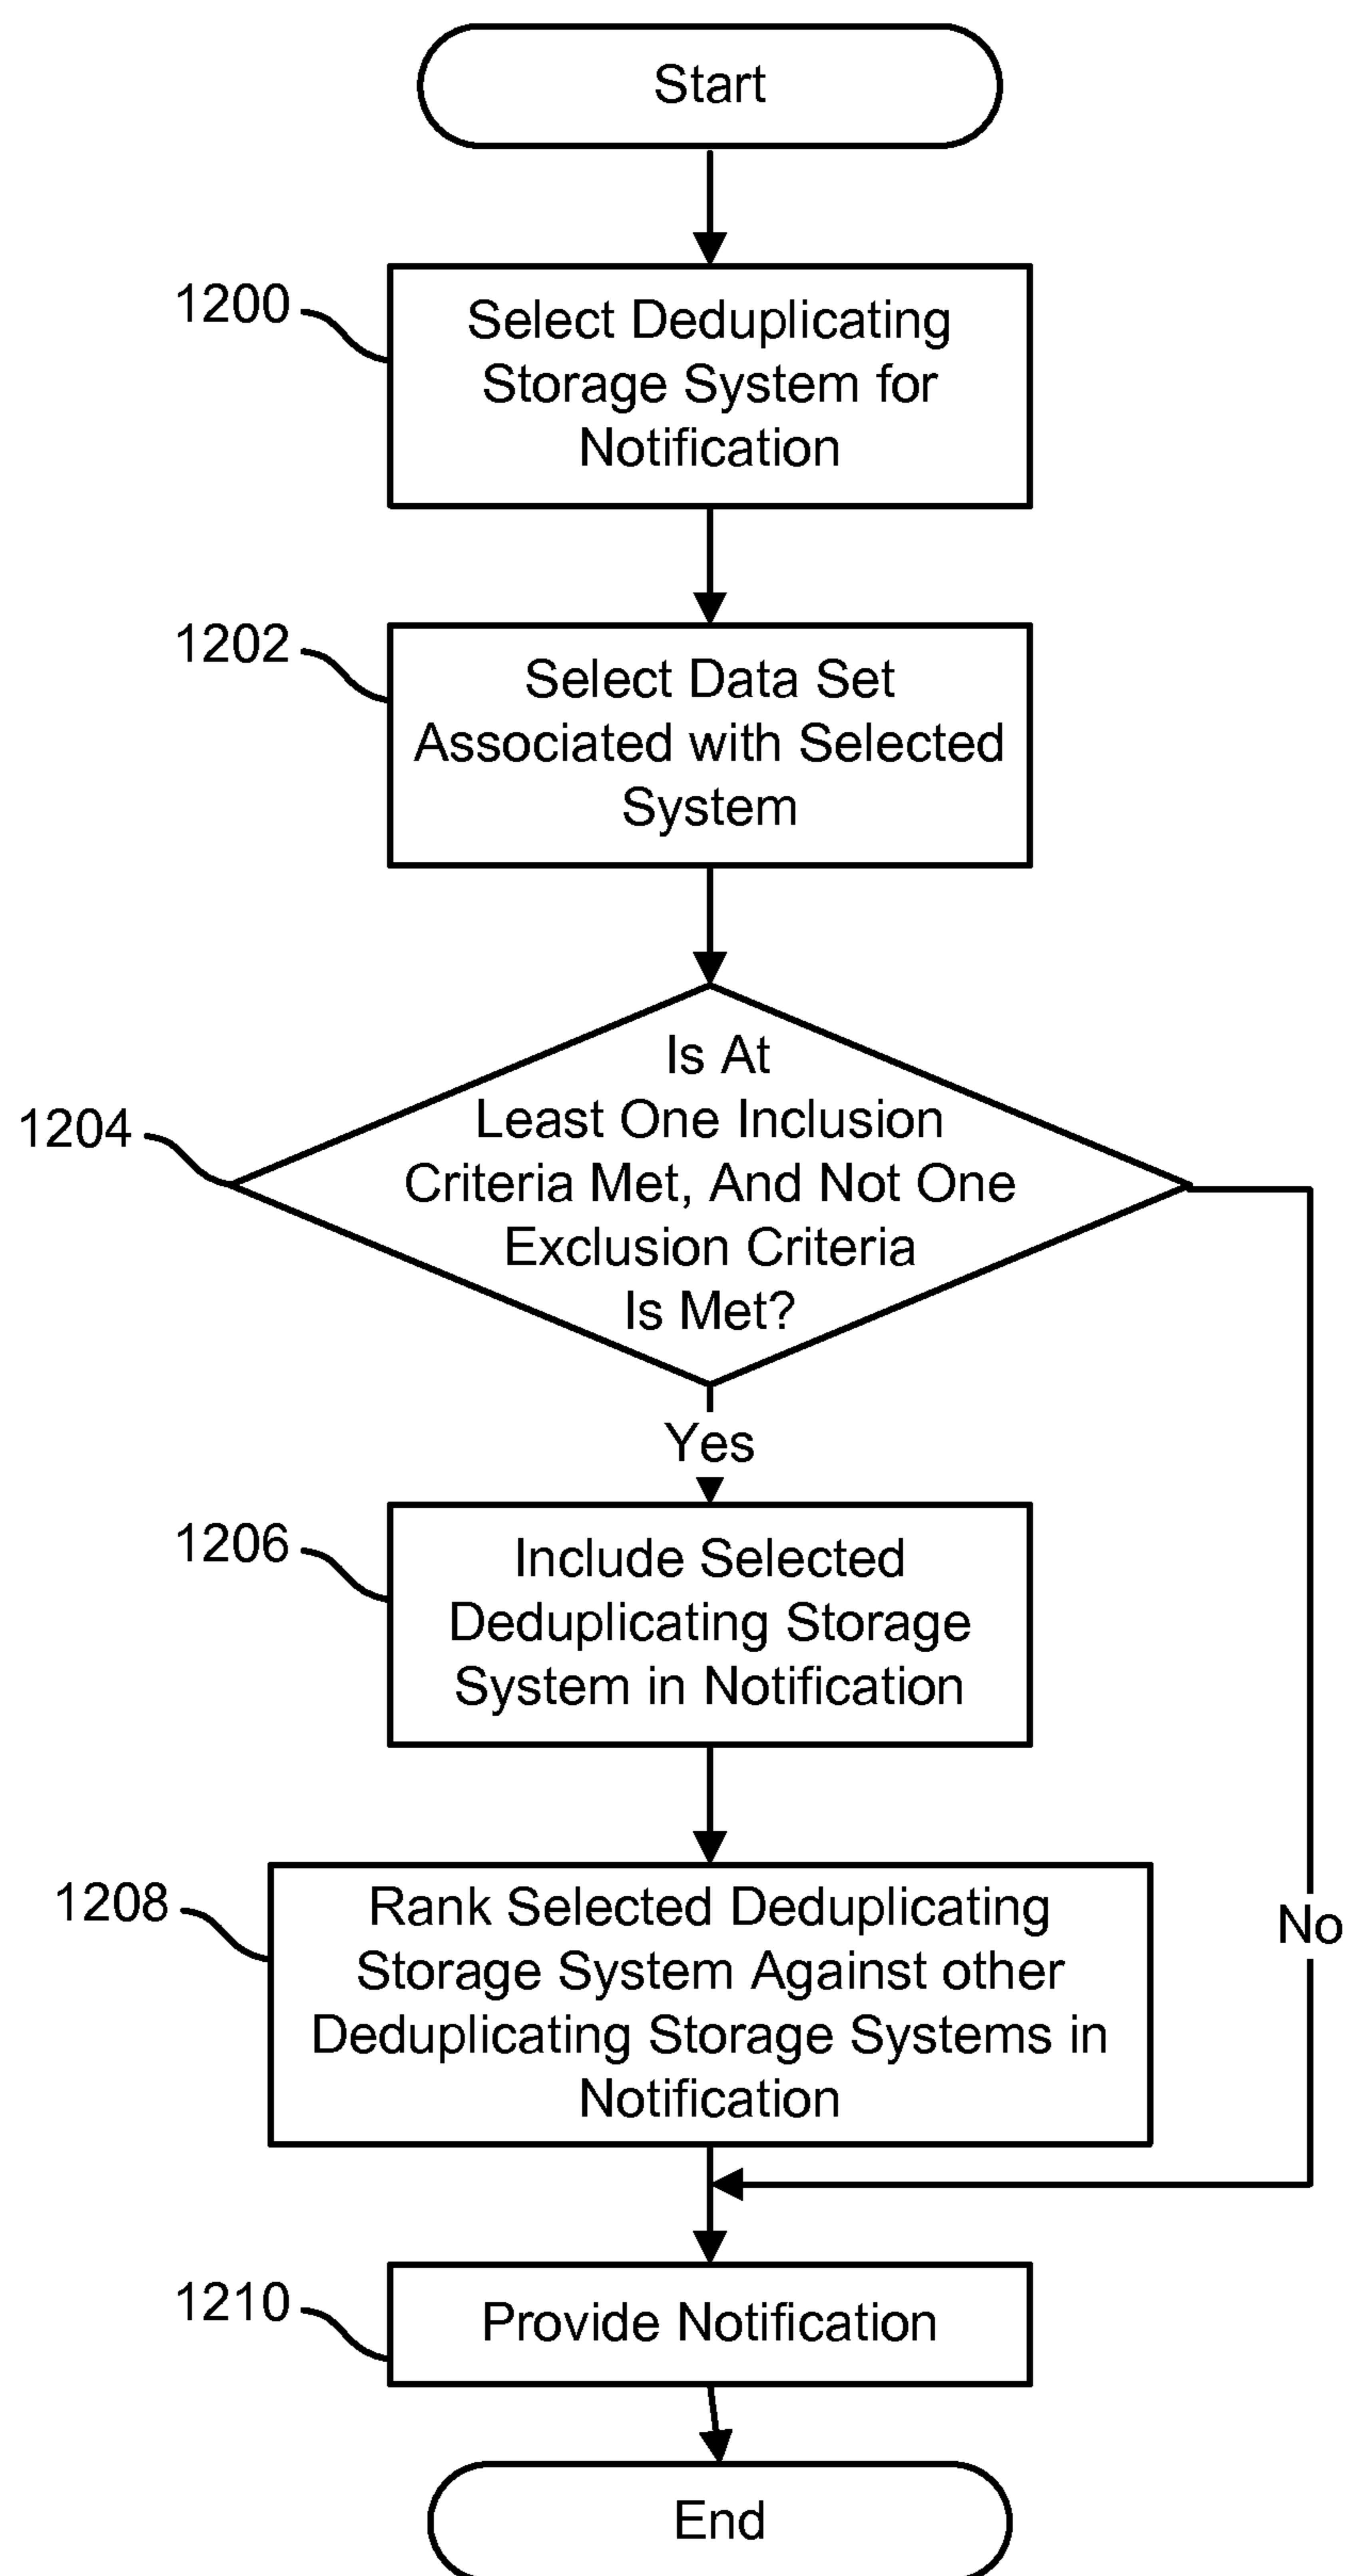 Start
1200
Select Deduplicating
Storage System for
Notification
1202
Select Data Set
Associated with Selected
System
1204
Is At
Least One Inclusion
Criteria Met, And Not One
Exclusion Criteria
Is Met?
Yes
1206
Include Selected
Deduplicating Storage
System in Notification
1208
Rank Selected Deduplicating
Storage System Against other
Deduplicating Storage Systems in
Notification
No
1210
Provide Notification
End